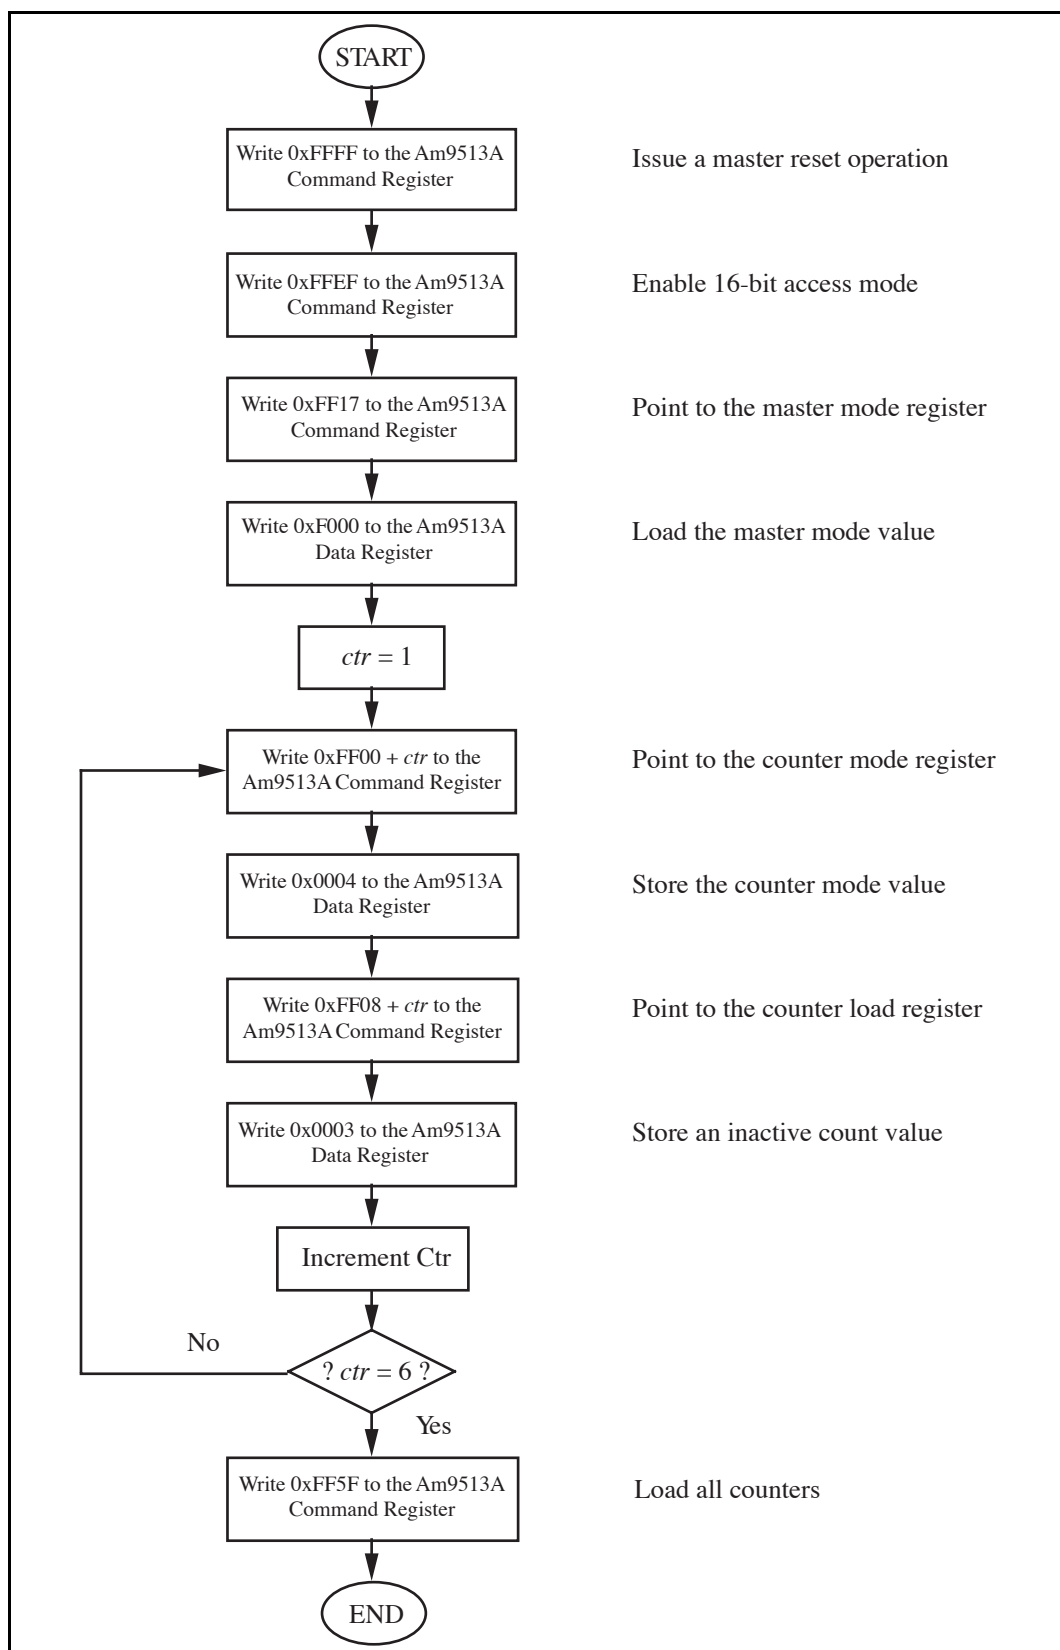 START
Write 0xFFFF to the Am9513A
Command Register
Issue a master reset operation
Write 0xFFEF to the Am9513A
Command Register
Enable 16-bit access mode
Write 0xFF17 to the Am9513A
Command Register
Point to the master mode register
Write 0xF000 to the Am9513A
Data Register
Load the master mode value
ctr = 1
Write 0xFF00 + ctr to the
Am9513A Command Register
Point to the counter mode register
Write 0x0004 to the Am9513A
Data Register
Store the counter mode value
Write 0xFF08 + ctr to the
Am9513A Command Register
Point to the counter load register
Write 0x0003 to the Am9513A
Data Register
Store an inactive count value
Increment Ctr
No
? ctr = 6 ?
Yes
Write 0xFF5F to the Am9513A
Command Register
Load all counters
END